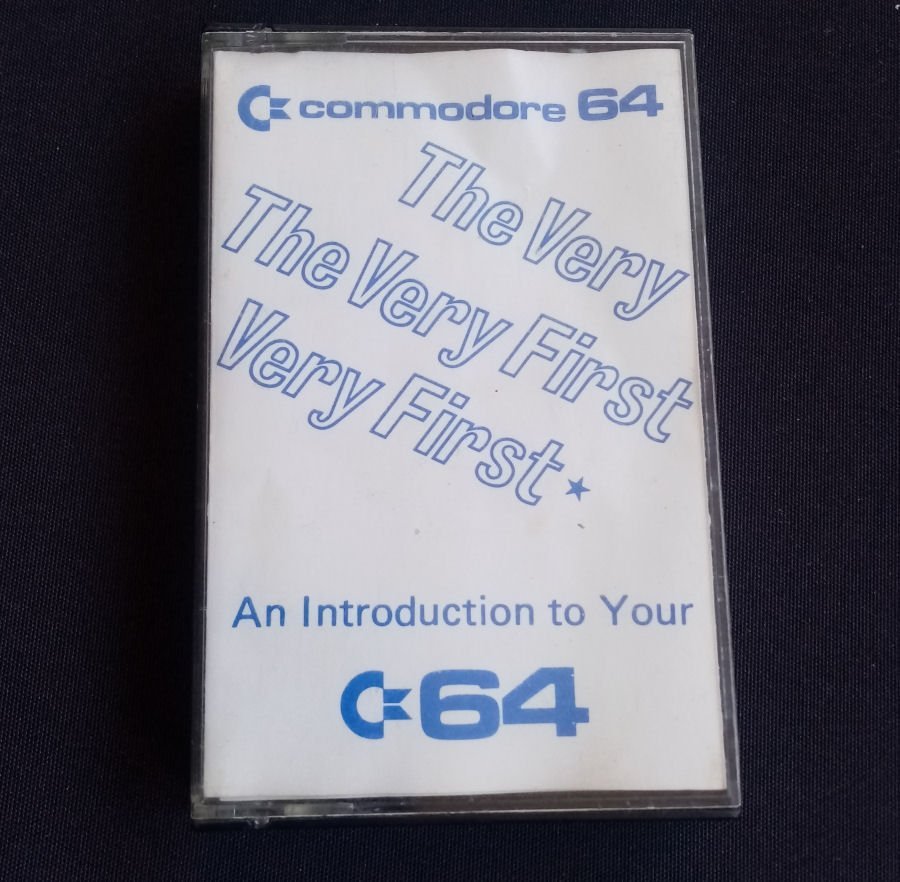 commodore 64
The Very
The Very First
Very First
An Introduction to Your
C=64